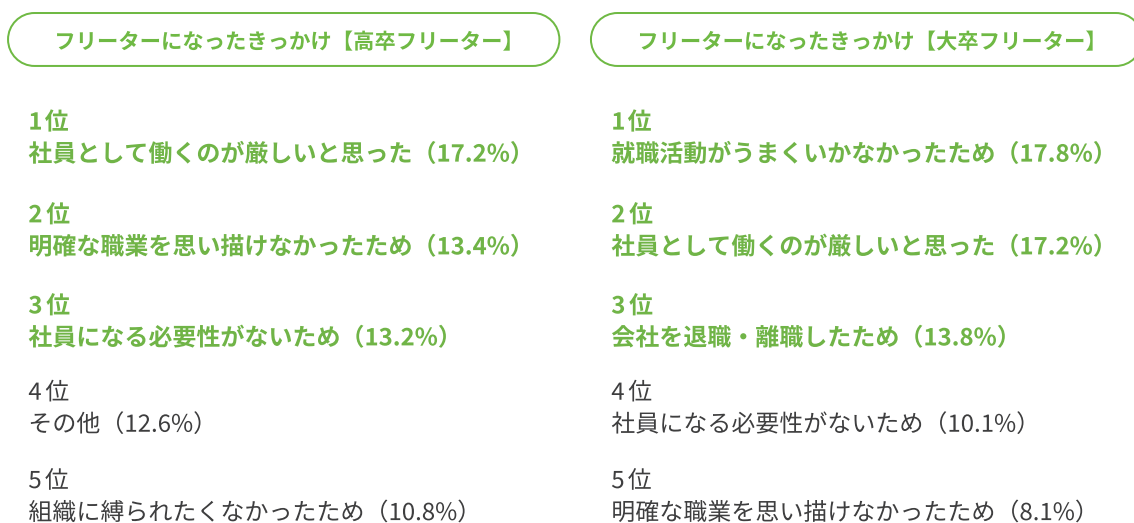 フリーターになったきっかけ【高卒フリーター】
1位
社員として働くのが厳しいと思った（17.2%）
2位
明確な職業を思い描けなかったため（13.4%）
3位
社員になる必要性がないため（13.2%）
4位
その他（12.6%）
5位
組織に縛られたくなかったため（10.8%）
フリーターになったきっかけ【大卒フリーター】
1位
就職活動がうまくいかなかったため（17.8%）
2位
社員として働くのが厳しいと思った（17.2%）
3位
会社を退職・離職したため（13.8%）
4位
社員になる必要性がないため（10.1%）
5位
明確な職業を思い描けなかったため（8.1%）